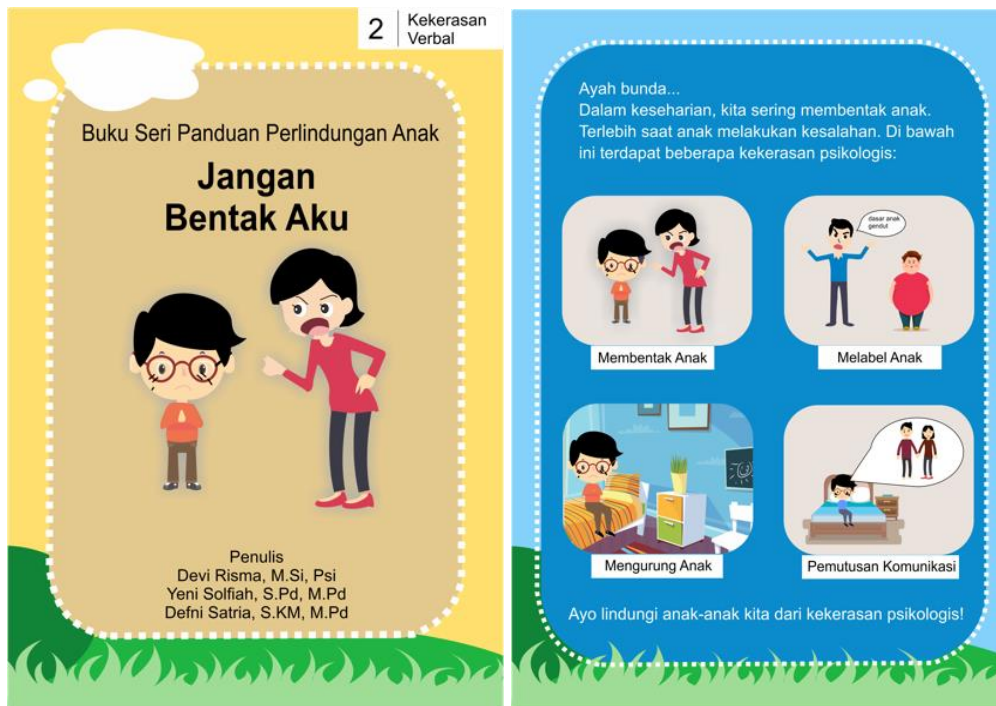 2
Kekerasan
Verbal
Buku Seri Panduan Perlindungan Anak
Jangan
Bentak Aku
Penulis
Devi Risma, M.Si, Psi
Yeni Solfiah, S.Pd, M.Pd
Defni Satria, S.KM, M.Pd
Ayah bunda...
Dalam keseharian, kita sering membentak anak.
Terlebih saat anak melakukan kesalahan. Di bawah
ini terdapat beberapa kekerasan psikologis:
dasar anak
gendut
Membentak Anak
Melabel Anak
Mengurung Anak
Pemutusan Komunikasi
Ayo lindungi anak-anak kita dari kekerasan psikologis!